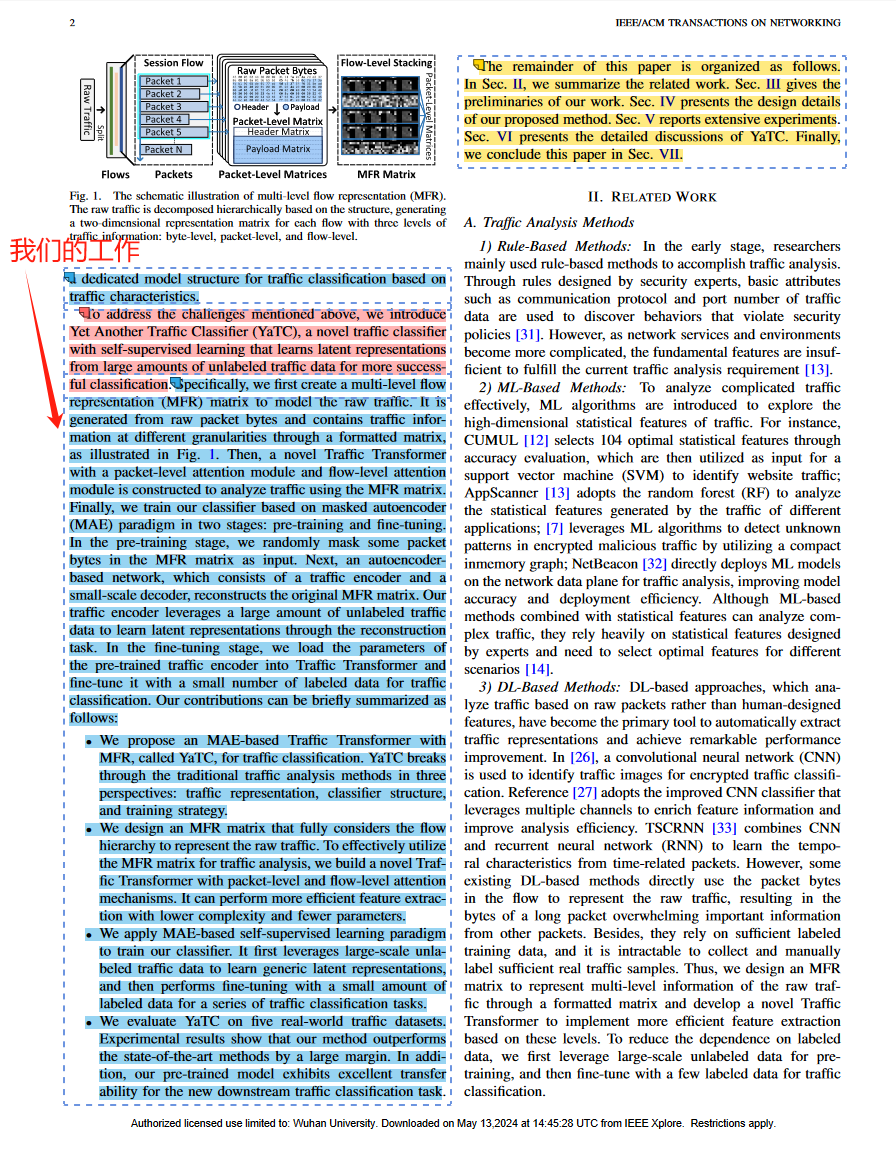 2
IEEE/ACM TRANSACTIONS ON NETWORKING
Raw Traffic
Split
Flows
Session Flow
Packet 1
Packet 2
Packet 3
Packet 4
Packet 5
Packet N
Packets
Raw Packet Bytes
Header
Payload
Packet-Level Matrix
Header Matrix
Payload Matrix
Packet-Level Matrices
Flow-Level Stacking
Packet-Level Matrices
MFR Matrix
Fig. 1. The schematic illustration of multi-level flow representation (MFR).
The raw traffic is decomposed hierarchically based on the structure, generating
a two-dimensional representation matrix for each flow with three levels of
traffic information: byte-level, packet-level, and flow-level.
我们的工作
a dedicated model structure for traffic classification based on
traffic characteristics.
To address the challenges mentioned above, we introduce
Yet Another Traffic Classifier (YaTC), a novel traffic classifier
with self-supervised learning that learns latent representations
from large amounts of unlabeled traffic data for more success-
ful classification. Specifically, we first create a multi-level flow
representation (MFR) matrix to model the raw traffic. It is
generated from raw packet bytes and contains traffic infor-
mation at different granularities through a formatted matrix,
as illustrated in Fig. 1. Then, a novel Traffic Transformer
with a packet-level attention module and flow-level attention
module is constructed to analyze traffic using the MFR matrix.
Finally, we train our classifier based on masked autoencoder
(MAE) paradigm in two stages: pre-training and fine-tuning.
In the pre-training stage, we randomly mask some packet
bytes in the MFR matrix as input. Next, an autoencoder-
based network, which consists of a traffic encoder and a
small-scale decoder, reconstructs the original MFR matrix. Our
traffic encoder leverages a large amount of unlabeled traffic
data to learn latent representations through the reconstruction
task. In the fine-tuning stage, we load the parameters of
the pre-trained traffic encoder into Traffic Transformer and
fine-tune it with a small number of labeled data for traffic
classification. Our contributions can be briefly summarized as
follows:
• We propose an MAE-based Traffic Transformer with
MFR, called YaTC, for traffic classification. YaTC breaks
through the traditional traffic analysis methods in three
perspectives: traffic representation, classifier structure,
and training strategy.
• We design an MFR matrix that fully considers the flow
hierarchy to represent the raw traffic. To effectively utilize
the MFR matrix for traffic analysis, we build a novel Traf-
fic Transformer with packet-level and flow-level attention
mechanisms. It can perform more efficient feature extrac-
tion with lower complexity and fewer parameters.
• We apply MAE-based self-supervised learning paradigm
to train our classifier. It first leverages large-scale unla-
beled traffic data to learn generic latent representations,
and then performs fine-tuning with a small amount of
labeled data for a series of traffic classification tasks.
• We evaluate YaTC on five real-world traffic datasets.
Experimental results show that our method outperforms
the state-of-the-art methods by a large margin. In addi-
tion, our pre-trained model exhibits excellent transfer
ability for the new downstream traffic classification task.
The remainder of this paper is organized as follows.
In Sec. II, we summarize the related work. Sec. III gives the
preliminaries of our work. Sec. IV presents the design details
of our proposed method. Sec. V reports extensive experiments.
Sec. VI presents the detailed discussions of YaTC. Finally,
we conclude this paper in Sec. VII.
II. RELATED WORK
A. Traffic Analysis Methods
1) Rule-Based Methods: In the early stage, researchers
mainly used rule-based methods to accomplish traffic analysis.
Through rules designed by security experts, basic attributes
such as communication protocol and port number of traffic
data are used to discover behaviors that violate security
policies [31]. However, as network services and environments
become more complicated, the fundamental features are insuf-
ficient to fulfill the current traffic analysis requirement [13].
2) ML-Based Methods: To analyze complicated traffic
effectively, ML algorithms are introduced to explore the
high-dimensional statistical features of traffic. For instance,
CUMUL [12] selects 104 optimal statistical features through
accuracy evaluation, which are then utilized as input for a
support vector machine (SVM) to identify website traffic;
AppScanner [13] adopts the random forest (RF) to analyze
the statistical features generated by the traffic of different
applications; [7] leverages ML algorithms to detect unknown
patterns in encrypted malicious traffic by utilizing a compact
inmemory graph; NetBeacon [32] directly deploys ML models
on the network data plane for traffic analysis, improving model
accuracy and deployment efficiency. Although ML-based
methods combined with statistical features can analyze com-
plex traffic, they rely heavily on statistical features designed
by experts and need to select optimal features for different
scenarios [14].
3) DL-Based Methods: DL-based approaches, which ana-
lyze traffic based on raw packets rather than human-designed
features, have become the primary tool to automatically extract
traffic representations and achieve remarkable performance
improvement. In [26], a convolutional neural network (CNN)
is used to identify traffic images for encrypted traffic classifi-
cation. Reference [27] adopts the improved CNN classifier that
leverages multiple channels to enrich feature information and
improve analysis efficiency. TSCRNN [33] combines CNN
and recurrent neural network (RNN) to learn the tempo-
ral characteristics from time-related packets. However, some
existing DL-based methods directly use the packet bytes
in the flow to represent the raw traffic, resulting in the
bytes of a long packet overwhelming important information
from other packets. Besides, they rely on sufficient labeled
training data, and it is intractable to collect and manually
label sufficient real traffic samples. Thus, we design an MFR
matrix to represent multi-level information of the raw traf-
fic through a formatted matrix and develop a novel Traffic
Transformer to implement more efficient feature extraction
based on these levels. To reduce the dependence on labeled
data, we first leverage large-scale unlabeled data for pre-
training, and then fine-tune with a few labeled data for traffic
classification.
Authorized licensed use limited to: Wuhan University. Downloaded on May 13,2024 at 14:45:28 UTC from IEEE Xplore. Restrictions apply.